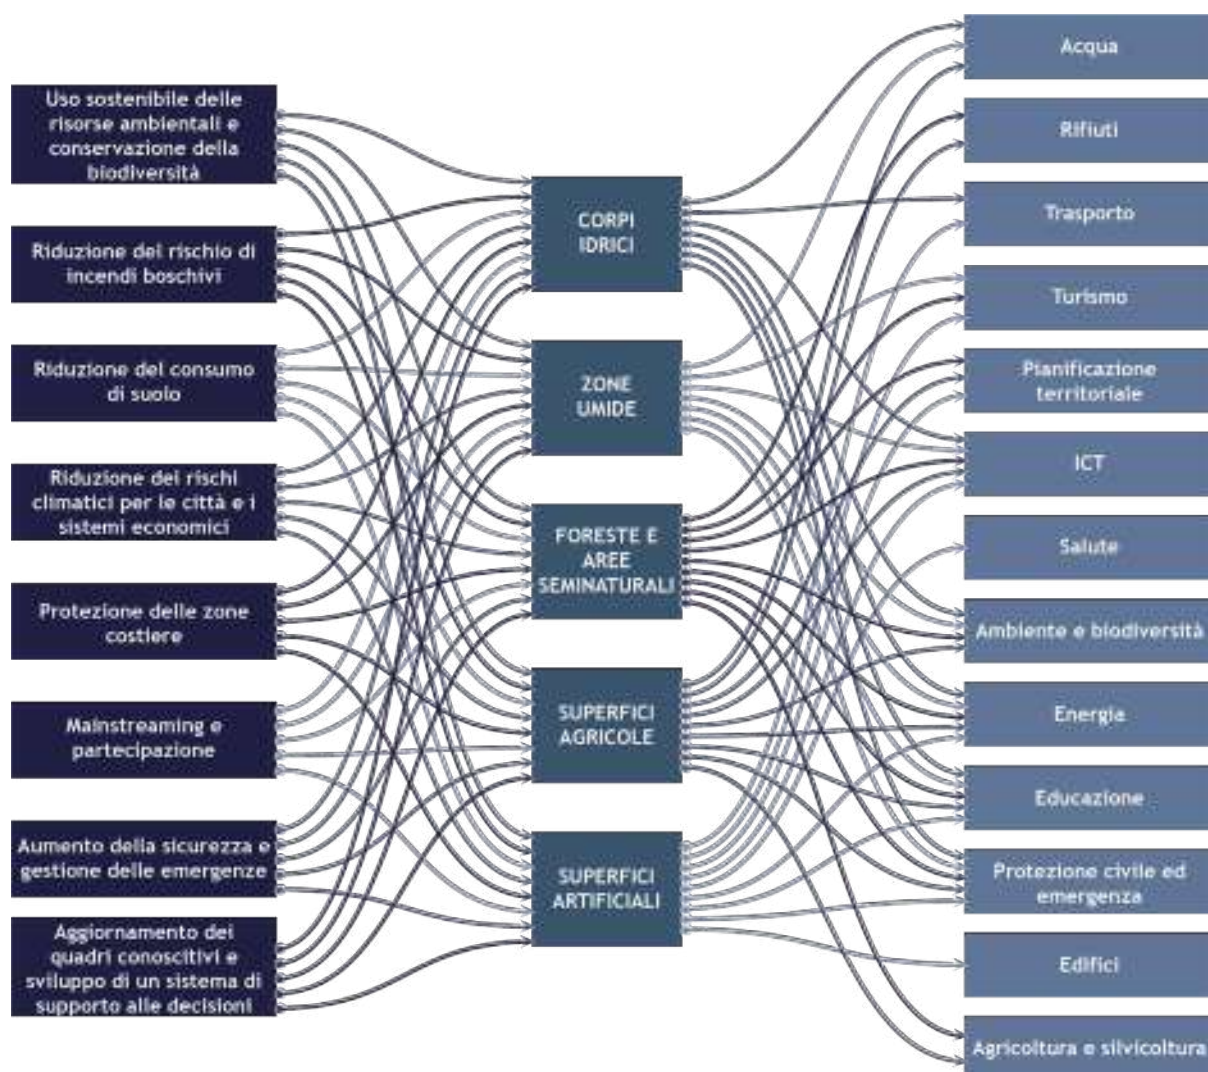 Uso sostenibile delle
risorse ambientali e
conservazione della
biodiversità
Riduzione del rischio di
incendi boschivi
Riduzione del consumo
di suolo
Riduzione dei rischi
climatici per le città e i
sistemi economici
Protezione delle zone
costiere
Mainstreaming e
partecipazione
Aumento della sicurezza e
gestione delle emergenze
Aggiornamento dei
quadri conoscitivi e
sviluppo di un sistema di
supporto alle decisioni
CORPI
IDRICI
ZONE
UMIDE
FORESTE E
AREE
SEMINATURALI
SUPERFICI
AGRICOLE
SUPERFICI
ARTIFICIALI
Acqua
Rifiuti
Trasporto
Turismo
Pianificazione
territoriale
ICT
Salute
Ambiente e biodiversità
Energia
Educazione
Protezione civile ed
emergenza
Edifici
Agricoltura e silvicoltura